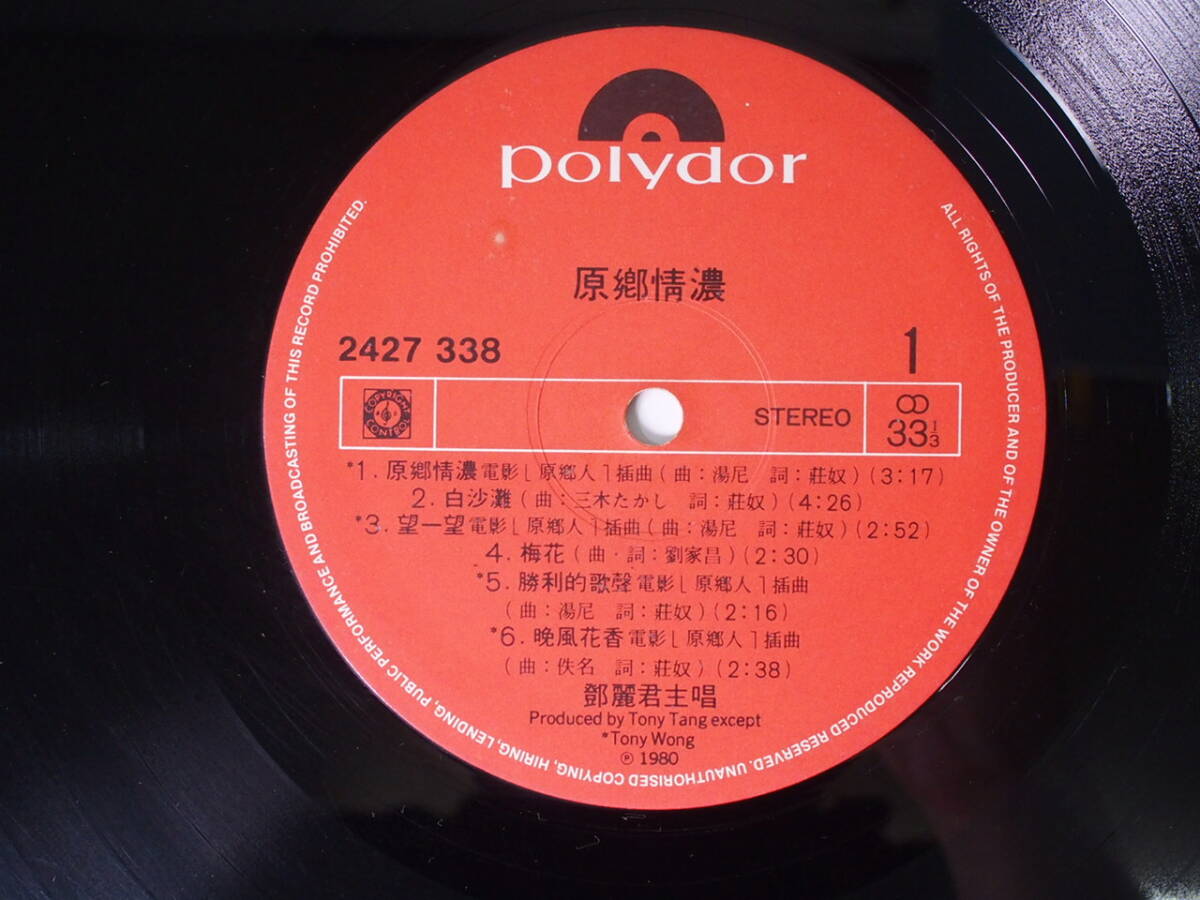 polydor
原鄉情濃
2427 338
1
COPYRIGHT CONTROL
STEREO
33 1/3
*1. 原鄉情濃電影「原鄉人」插曲(曲:湯尼 詞:莊奴)(3:17)
2. 白沙灘(曲:三木たかし 詞:莊奴)(4:26)
*3. 望一望電影「原鄉人」插曲(曲:湯尼 詞:莊奴)(2:52)
4. 梅花(曲·詞:劉家昌)(2:30)
*5. 勝利的歌聲電影「原鄉人」插曲
(曲:湯尼 詞:莊奴)(2:16)
*6. 晚風花香電影「原鄉人」插曲
(曲:佚名 詞:莊奴)(2:38)
鄧麗君主唱
Produced by Tony Tang except
*Tony Wong
℗ 1980
ALL RIGHTS OF THE PRODUCER AND OF THE OWNER OF THE WORK REPRODUCED RESERVED. UNAUTHORISED COPYING, HIRING, LENDING, PUBLIC PERFORMANCE AND BROADCASTING OF THIS RECORD PROHIBITED.